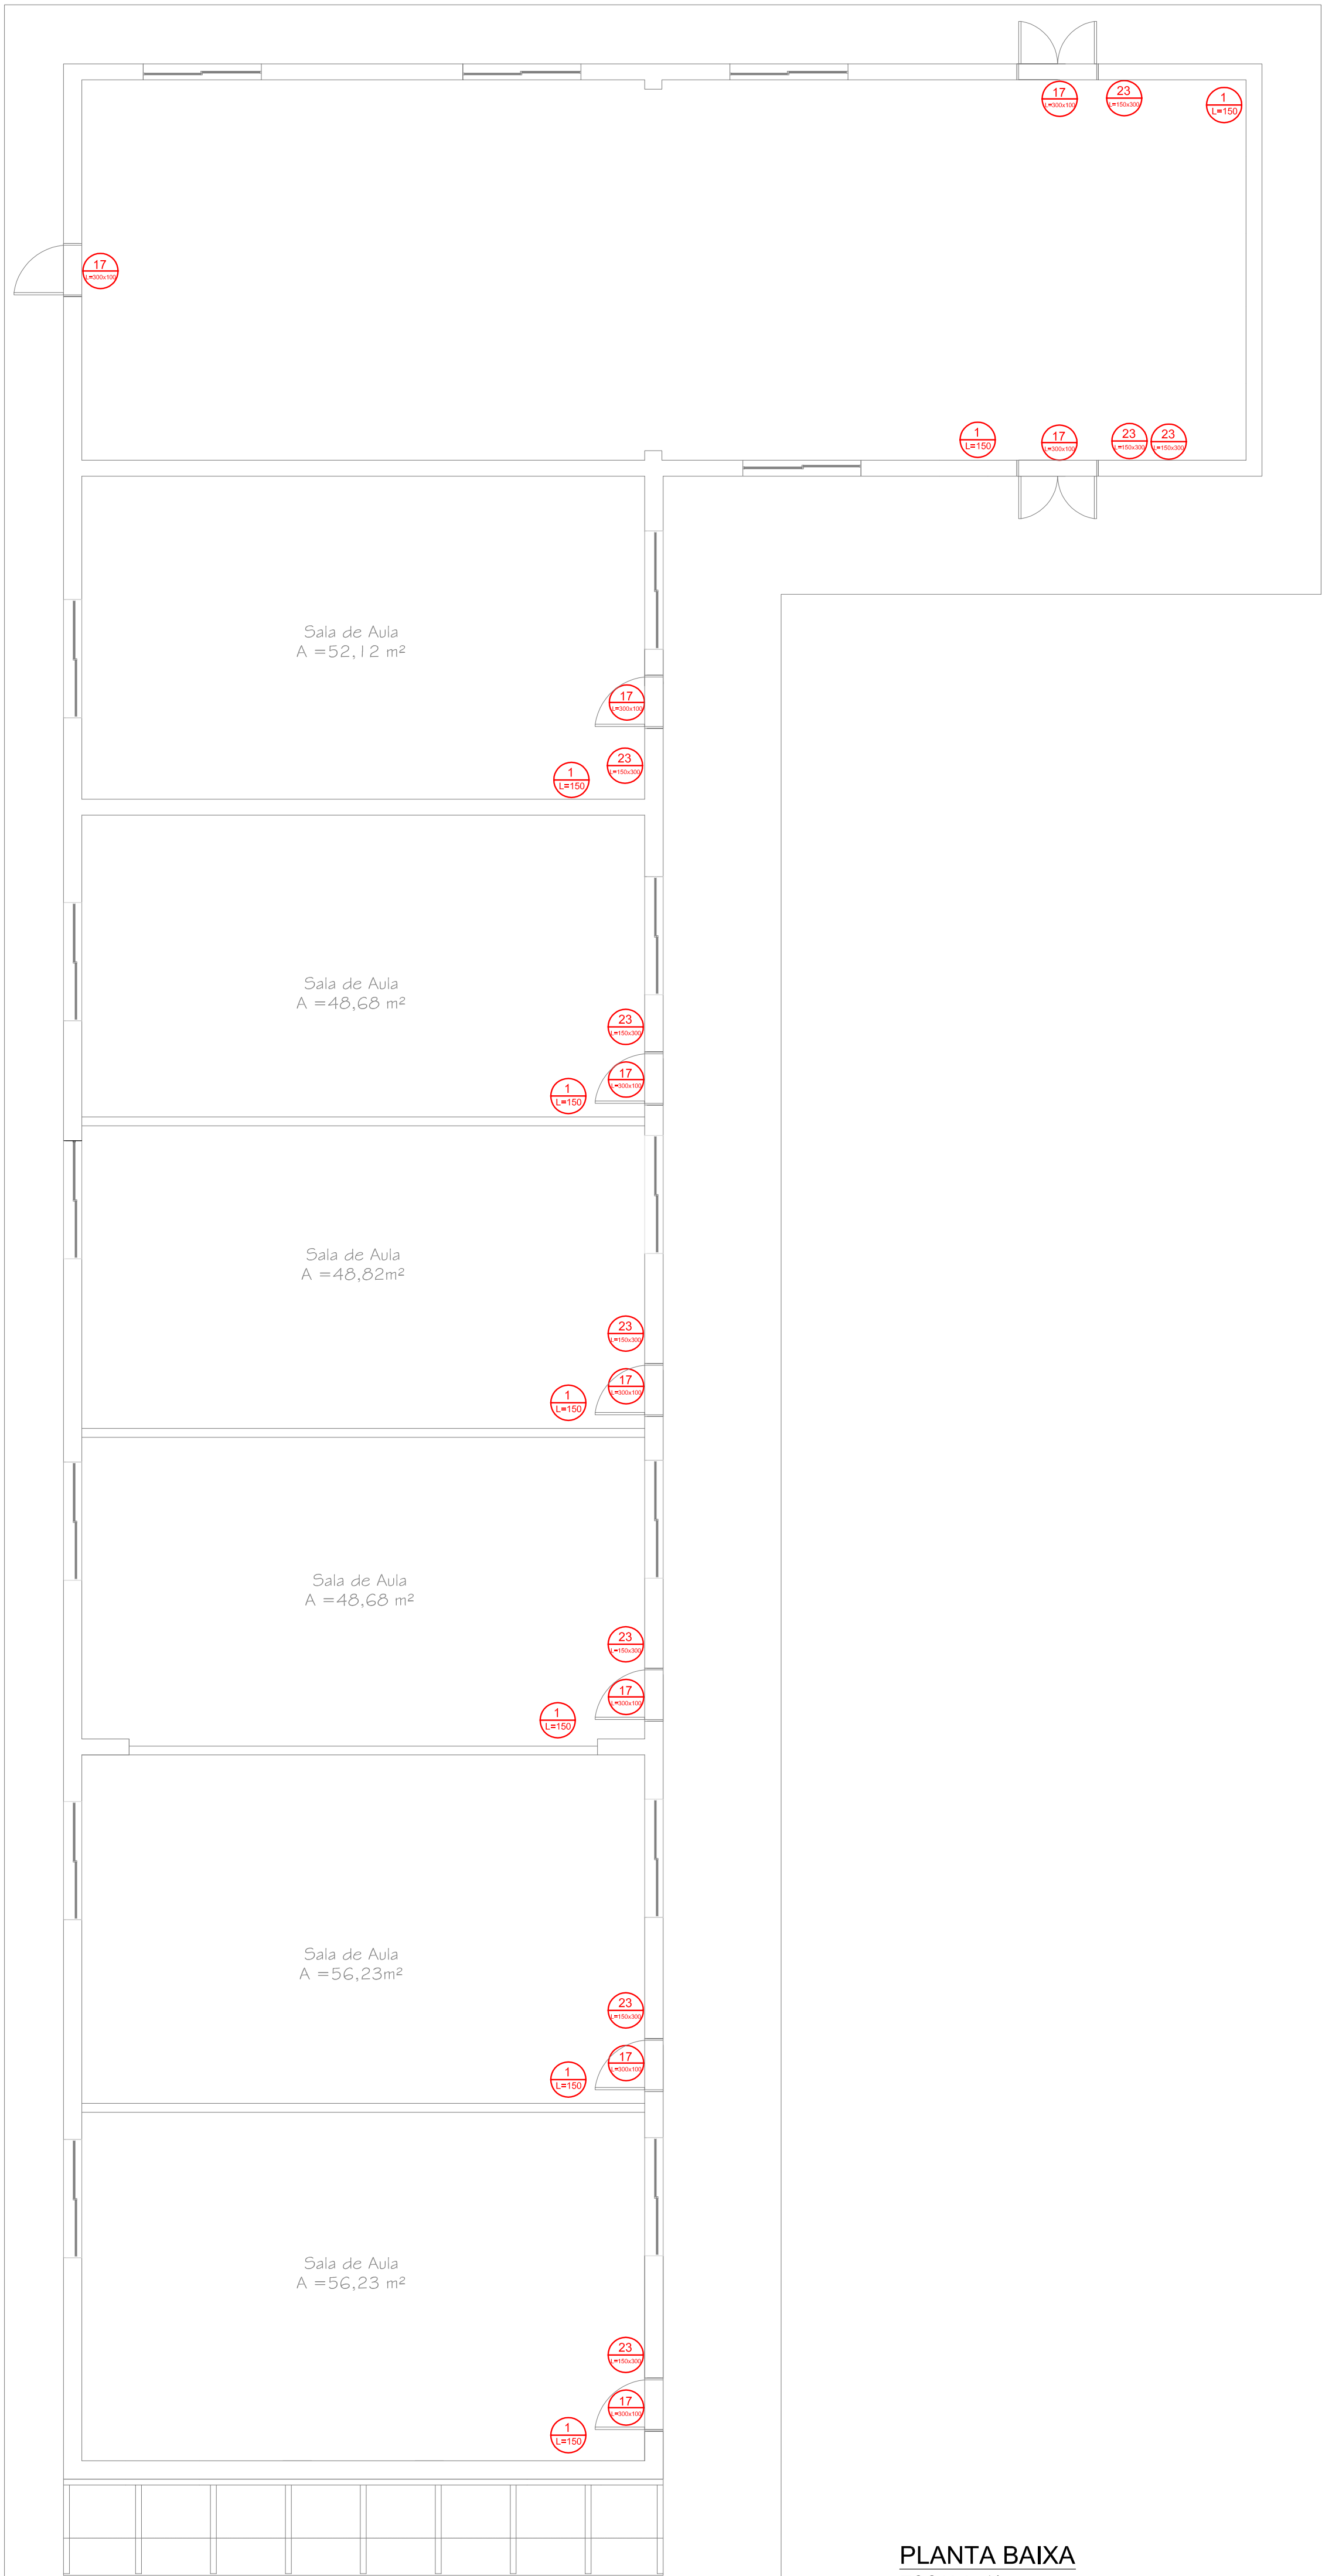 17
L=300x100
23
L=150x300
1
L=150
17
L=300x100
1
L=150
17
L=300x100
23
L=150x300
23
L=150x300
Sala de Aula
A =52,12 m²
17
L=300x100
23
L=150x300
1
L=150
Sala de Aula
A =48,68 m²
23
L=150x300
17
L=300x100
1
L=150
Sala de Aula
A =48,82m²
23
L=150x300
17
L=300x100
1
L=150
Sala de Aula
A =48,68 m²
23
L=150x300
17
L=300x100
1
L=150
Sala de Aula
A =56,23m²
23
L=150x300
17
L=300x100
1
L=150
Sala de Aula
A =56,23 m²
23
L=150x300
17
L=300x100
1
L=150
PLANTA BAIXA